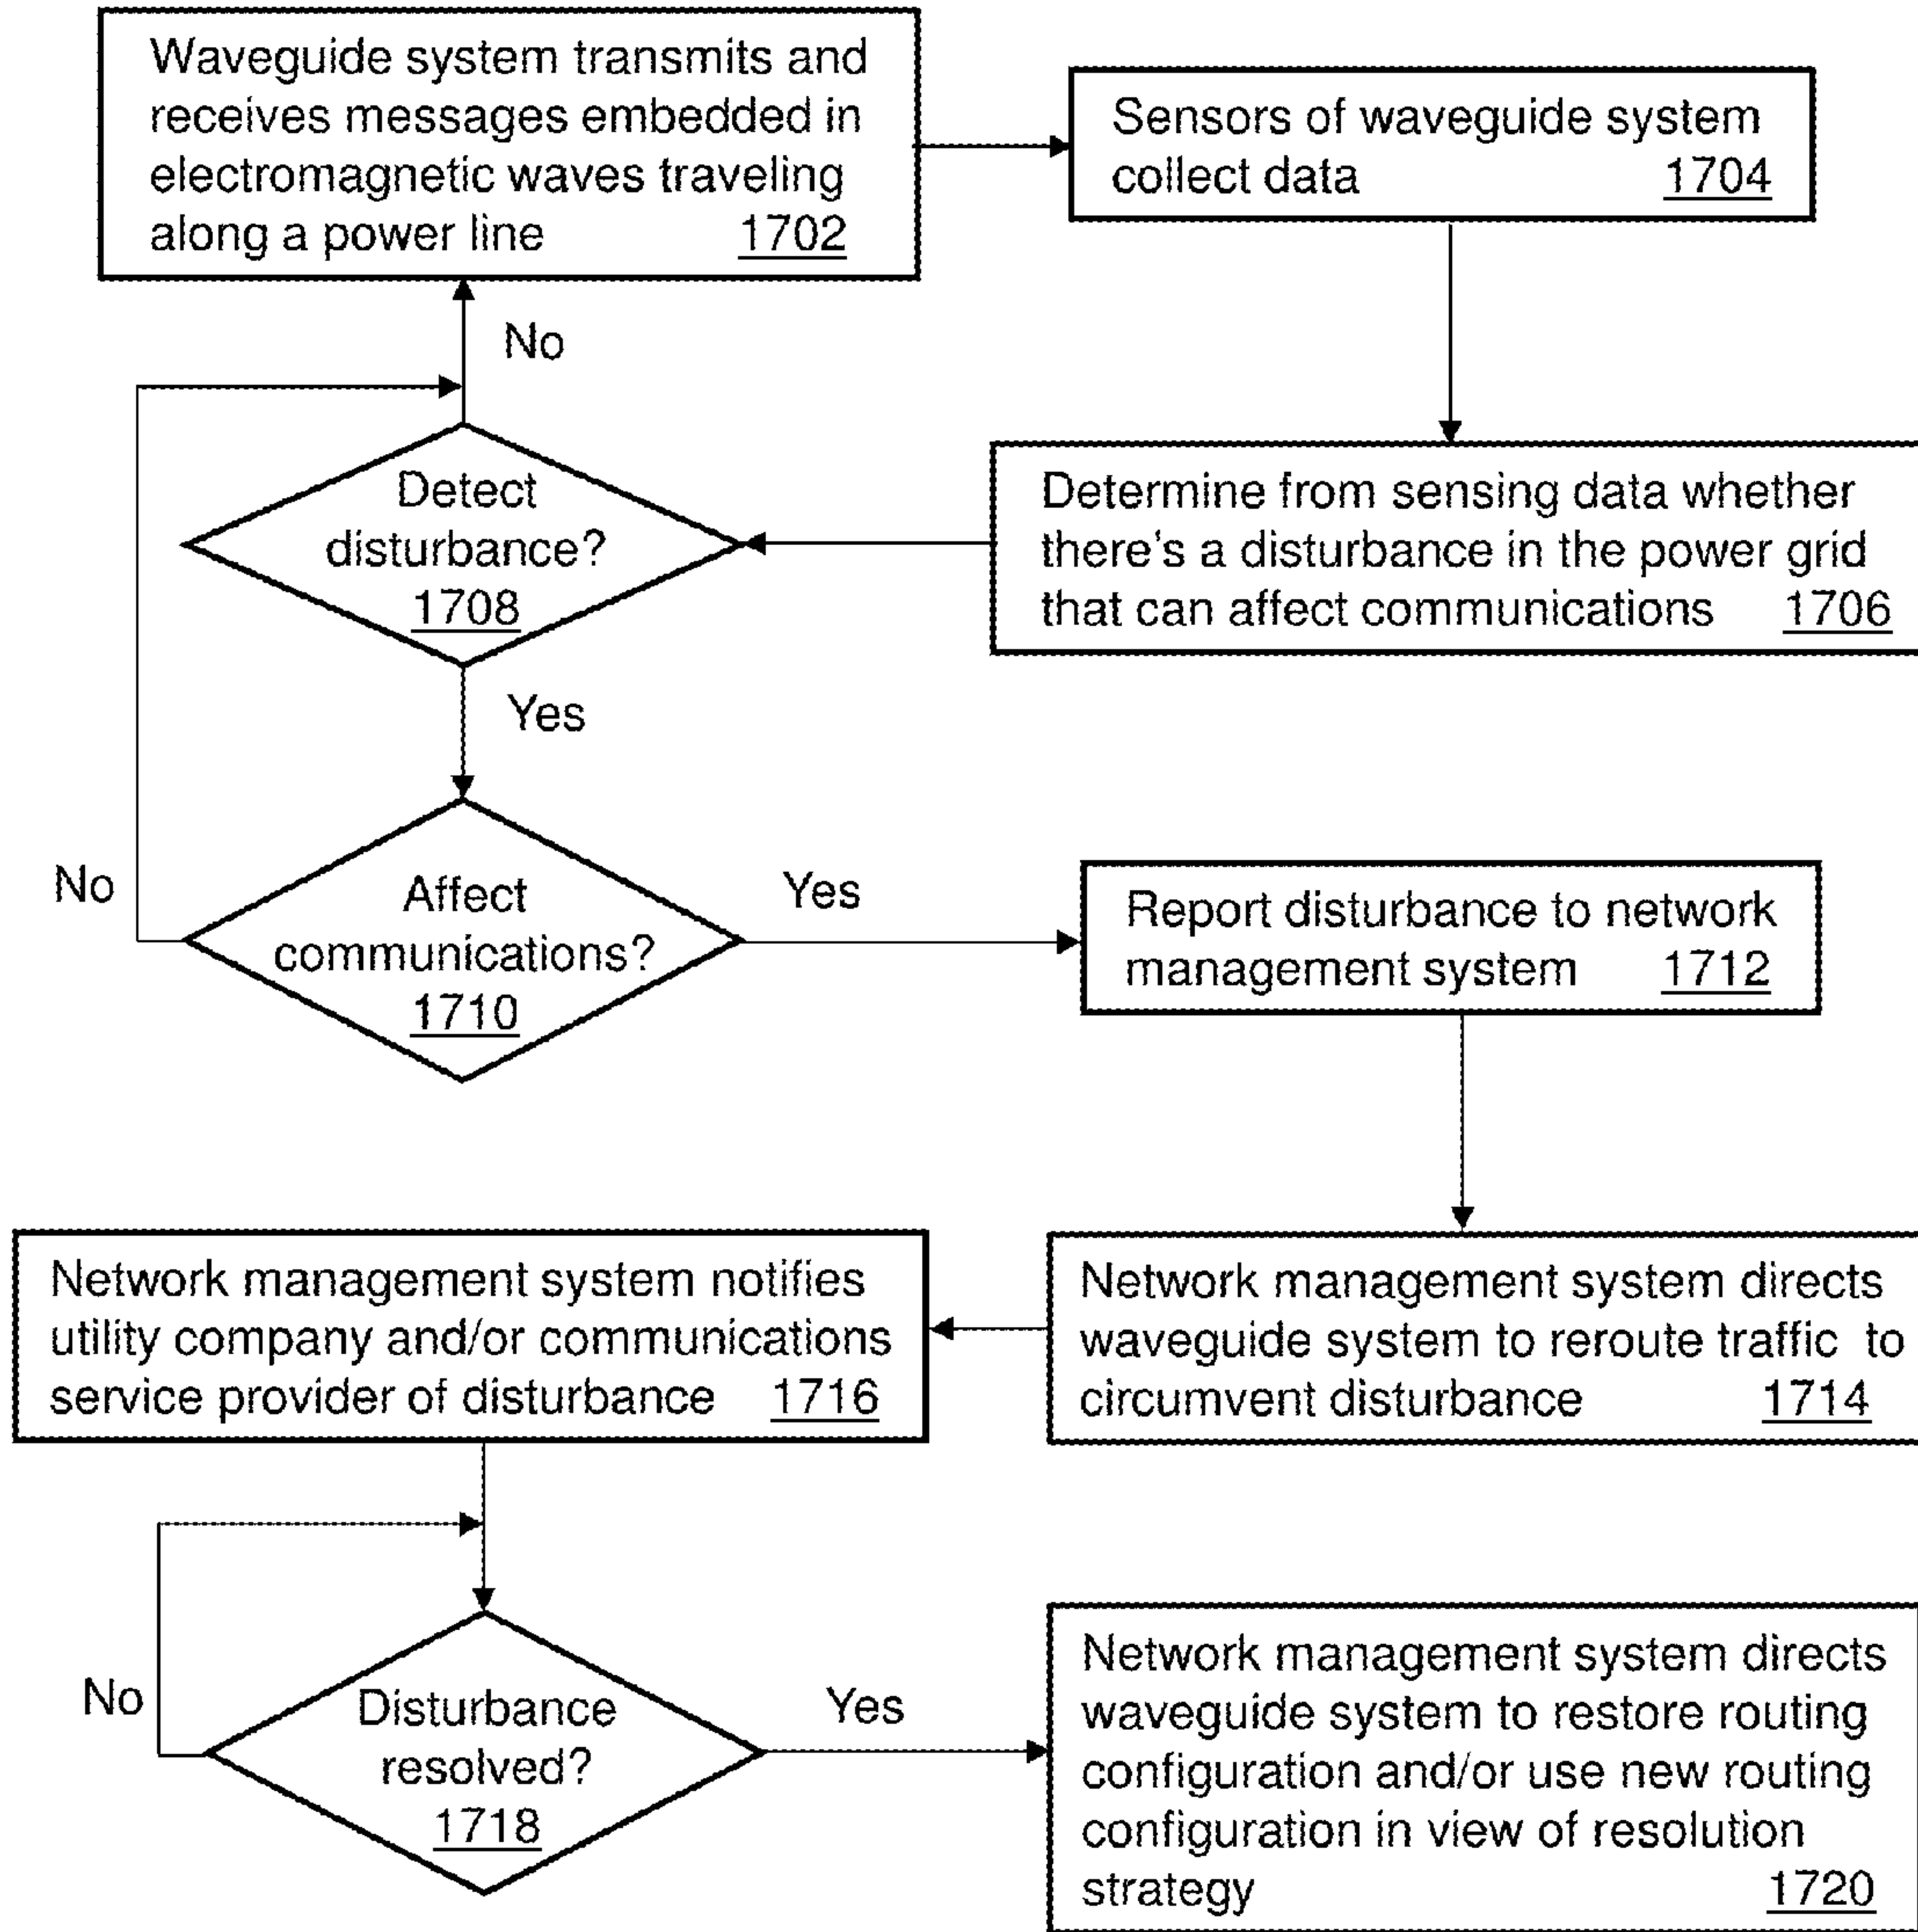 Waveguide system transmits and
receives messages embedded in
electromagnetic waves traveling
along a power line 1702
Sensors of waveguide system
collect data 1704
No
Detect
disturbance?
1708
Determine from sensing data whether
there's a disturbance in the power grid
that can affect communications 1706
Yes
No
Affect
communications?
1710
Yes
Report disturbance to network
management system 1712
Network management system notifies
utility company and/or communications
service provider of disturbance 1716
Network management system directs
waveguide system to reroute traffic to
circumvent disturbance 1714
No
Disturbance
resolved?
1718
Yes
Network management system directs
waveguide system to restore routing
configuration and/or use new routing
configuration in view of resolution
strategy 1720